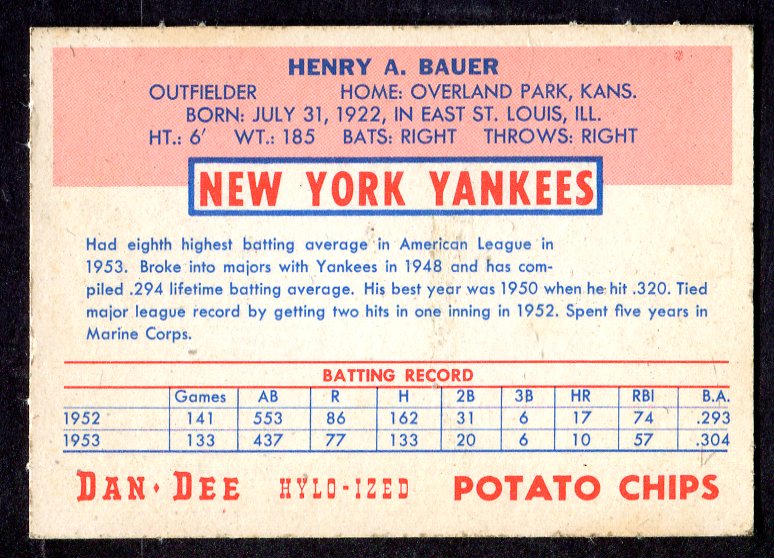 HENRY A. BAUER
OUTFIELDER HOME: OVERLAND PARK, KANS.
BORN: JULY 31, 1922, IN EAST ST. LOUIS, ILL.
HT.: 6' WT.: 185 BATS: RIGHT THROWS: RIGHT
NEW YORK YANKEES
Had eighth highest batting average in American League in
1953. Broke into majors with Yankees in 1948 and has com-
piled .294 lifetime batting average. His best year was 1950 when he hit .320. Tied
major league record by getting two hits in one inning in 1952. Spent five years in
Marine Corps.
BATTING RECORD
Games AB R H 2B 3B HR RBI B.A.
1952 141 553 86 162 31 6 17 74 .293
1953 133 437 77 133 20 6 10 57 .304
DAN·DEE HYLO-IZED POTATO CHIPS